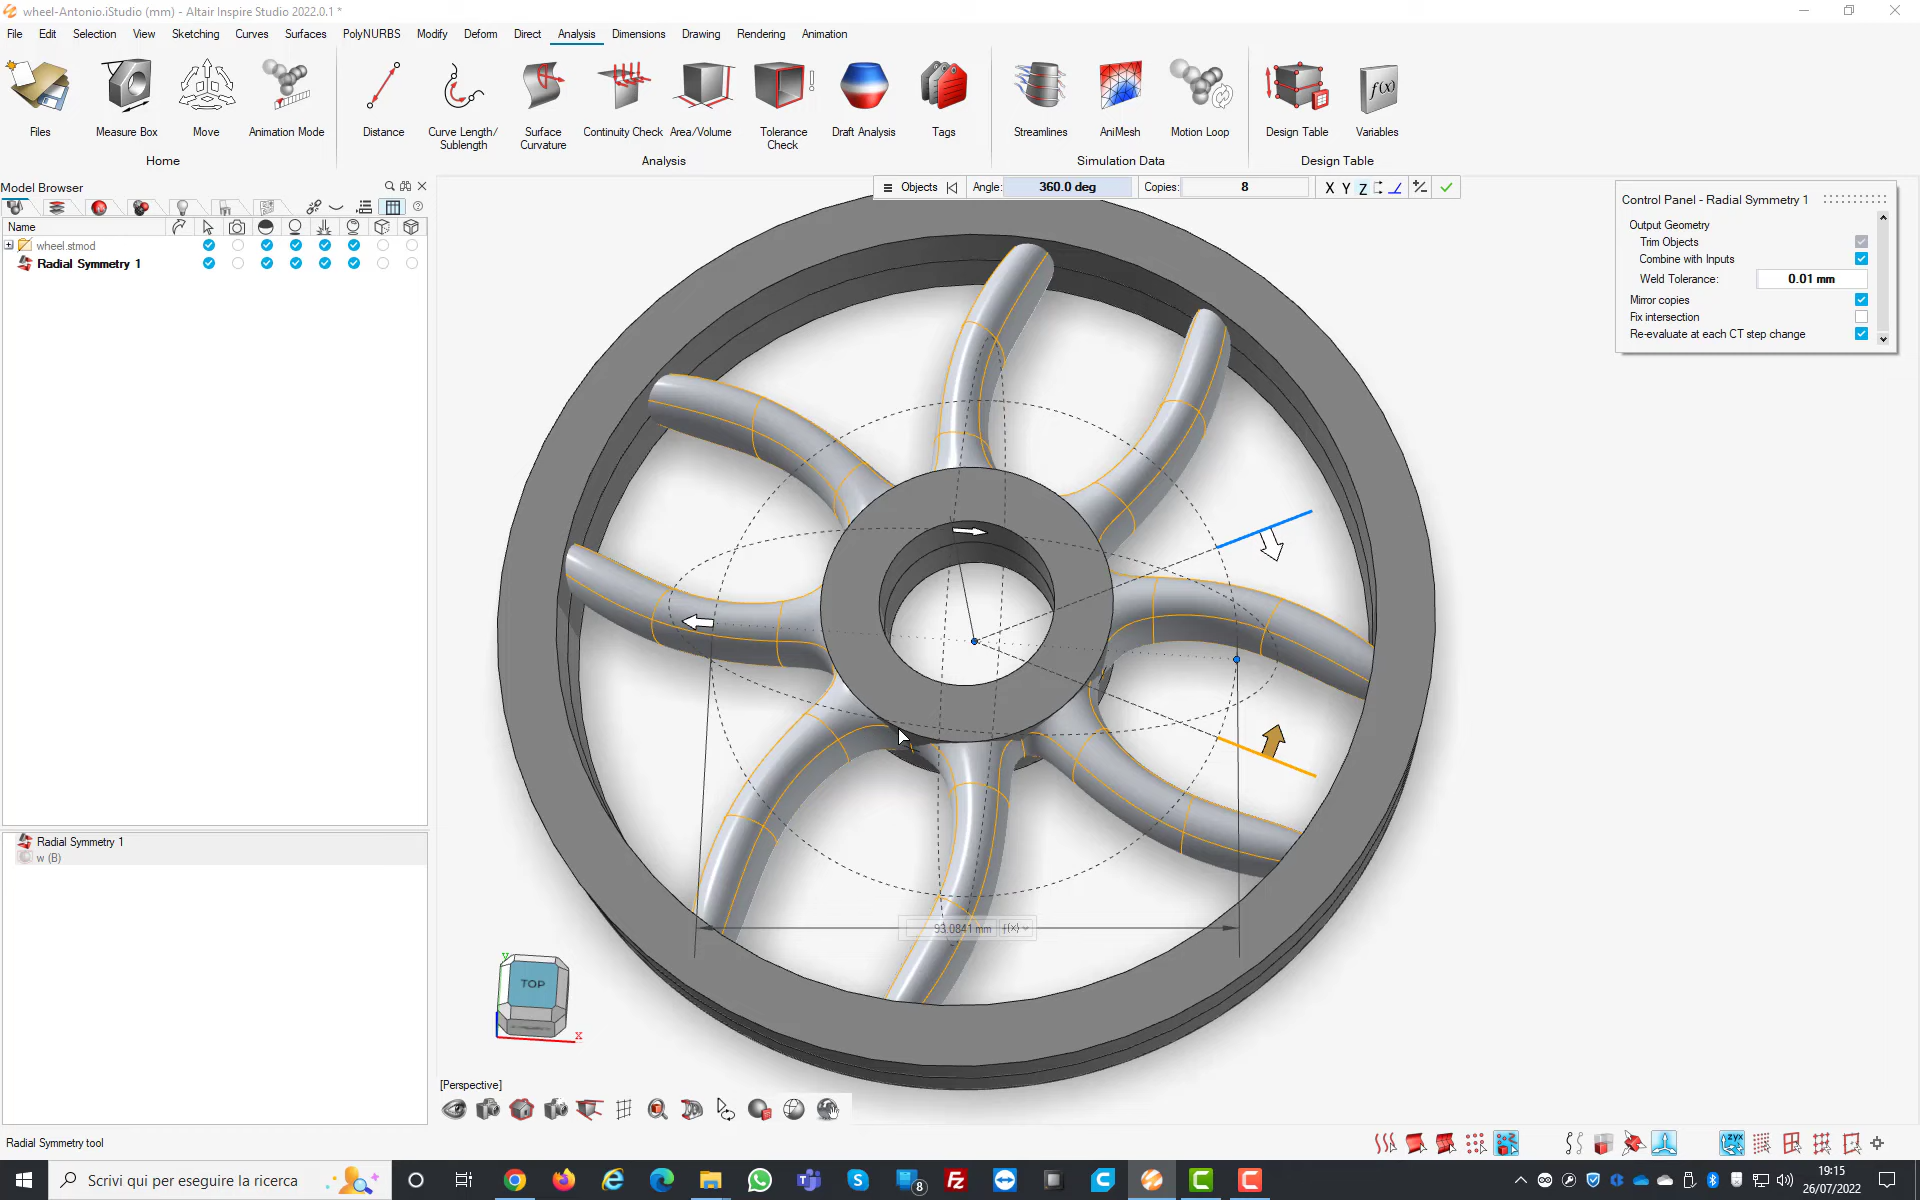 wheel-Antonio.iStudio (mm) - Altair Inspire Studio 2022.0.1 *
File Edit Selection View Sketching Curves Surfaces PolyNURBS Modify Deform Direct Analysis Dimensions Drawing Rendering Animation
Files Measure Box Move Animation Mode Distance Curve Length/ Sublength Surface Curvature Continuity Check Area/Volume Tolerance Check Draft Analysis Tags Streamlines AniMesh Motion Loop Design Table Variables
Home Analysis Simulation Data Design Table
Model Browser
Objects Angle: 360.0 deg Copies: 8 X Y Z
Name
wheel.stmod
Radial Symmetry 1
Control Panel - Radial Symmetry 1
Output Geometry
Trim Objects
Combine with Inputs
Weld Tolerance: 0.01 mm
Mirror copies
Fix intersection
Re-evaluate at each CT step change
Radial Symmetry 1
w (B)
93.0841 mm f(x)
TOP
Y
X
[Perspective]
Radial Symmetry tool
Scrivi qui per eseguire la ricerca
8
19:15
26/07/2022